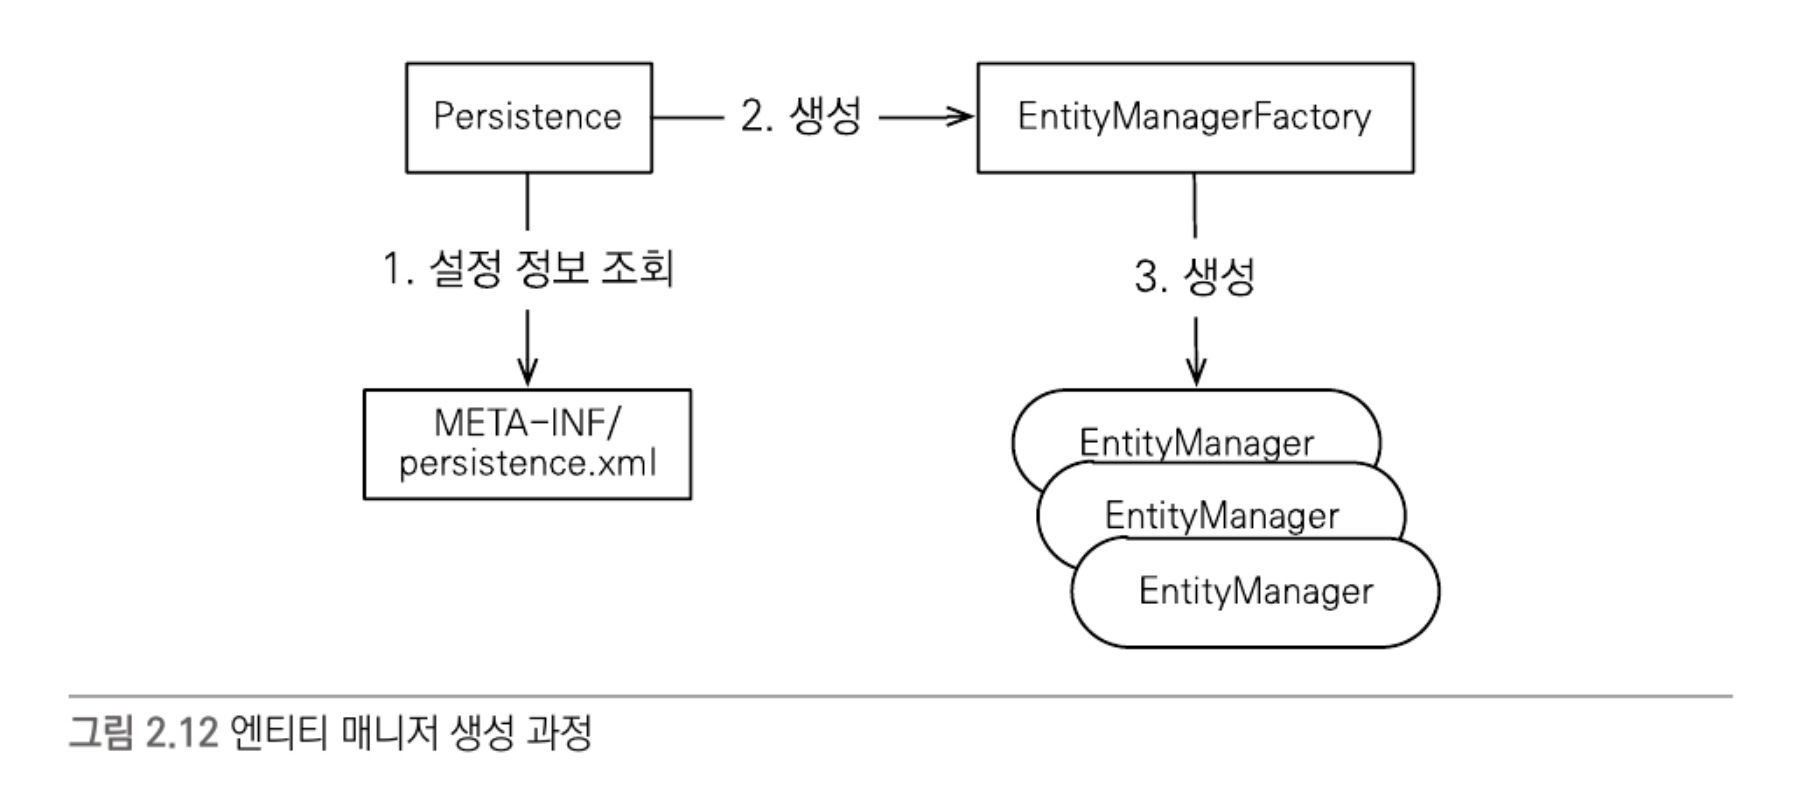 Persistence
2. 생성
EntityManagerFactory
1. 설정 정보 조회
3. 생성
META-INF/
persistence.xml
EntityManager
EntityManager
EntityManager
그림 2.12 엔티티 매니저 생성 과정